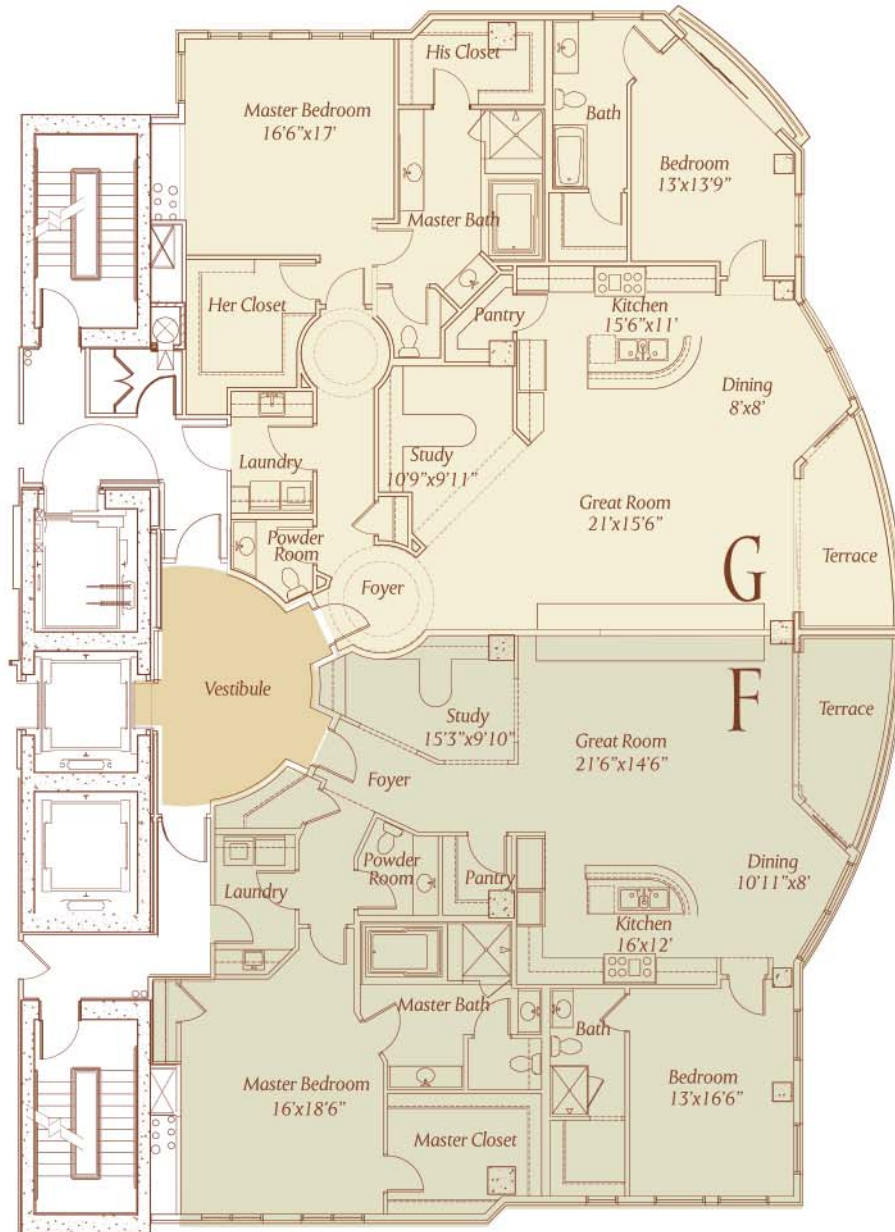 His Closet
Master Bedroom
16'6"x17'
Bath
Bedroom
13'x13'9"
Master Bath
Her Closet
Pantry
Kitchen
15'6"x11'
Dining
8'x8'
Study
10'9"x9'11"
Laundry
Great Room
21'x15'6"
Powder
Room
Foyer
Terrace
G
Vestibule
F
Study
15'3"x9'10"
Great Room
21'6"x14'6"
Terrace
Foyer
Powder
Room
Laundry
Pantry
Dining
10'11"x8'
Kitchen
16'x12'
Master Bath
Bath
Master Bedroom
16'x18'6"
Bedroom
13'x16'6"
Master Closet